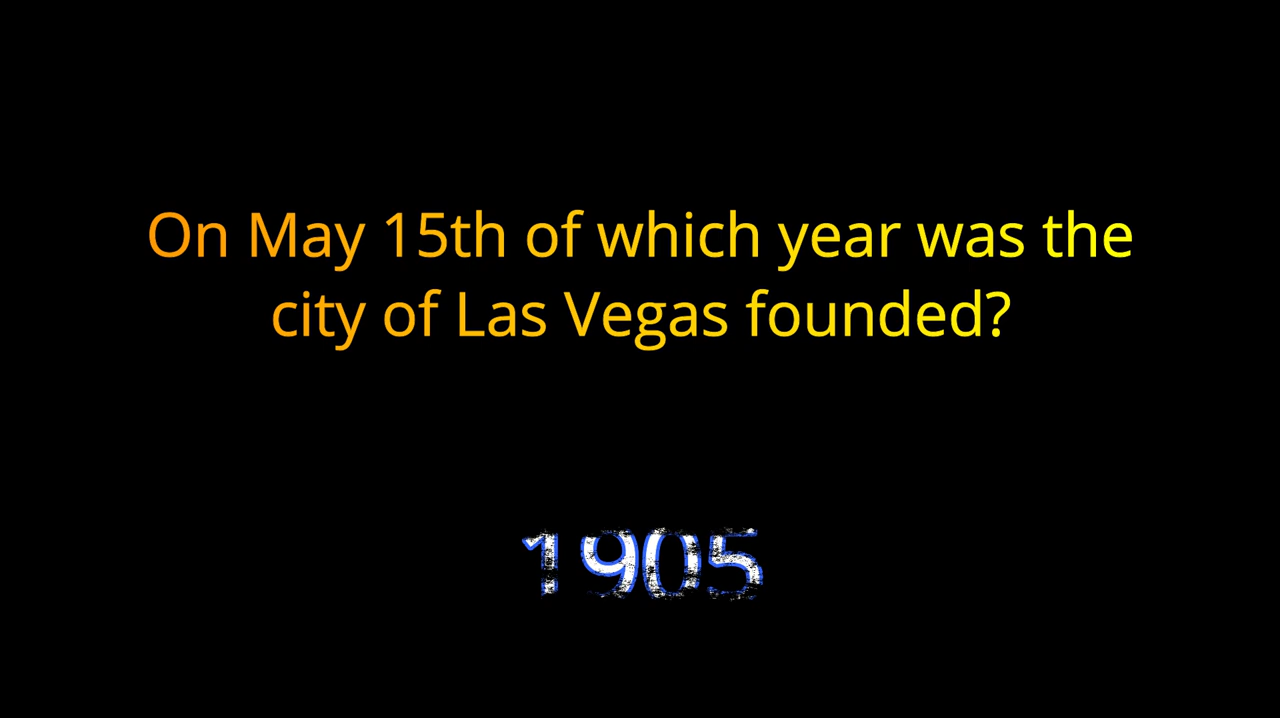 On May 15th of which year was the
city of Las Vegas founded?
1905